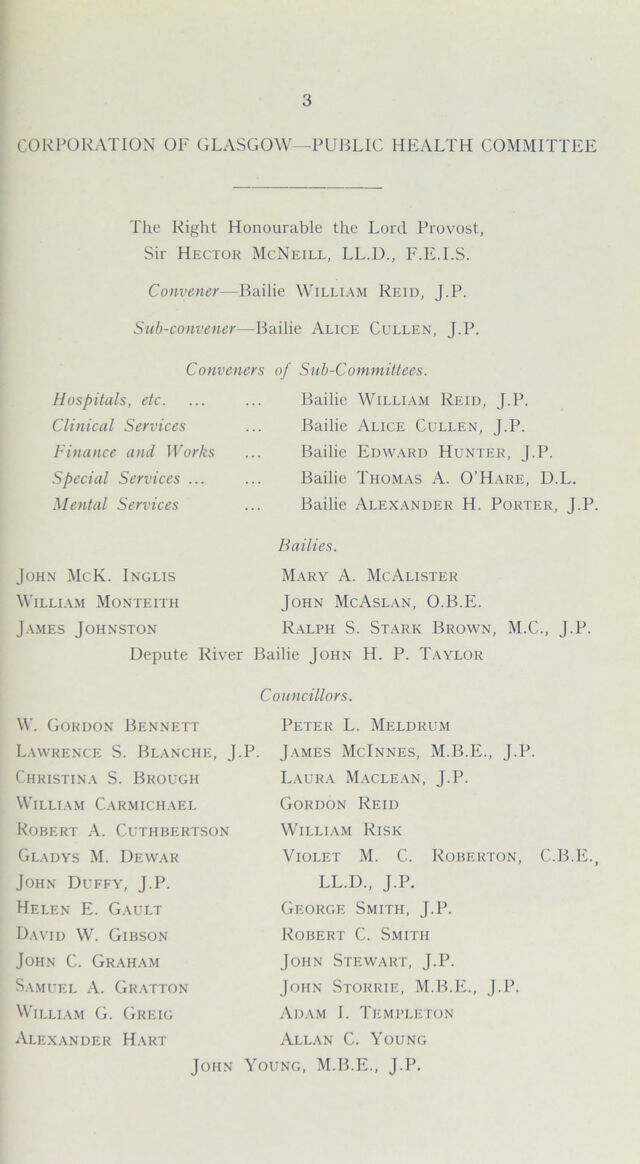 3
CORPORATION OF GLASGOW—PUBLIC HEALTH COMMITTEE
The Right Honourable the Lord Provost,
Sir HECTOR MCNEILL, LL.D., F.E.I.S.
Convener—Bailie WILLIAM REID, J.P.
Sub-convener—Bailie ALICE CULLEN, J.P.
Conveners of Sub-Committees.
Hospitals, etc. ... ... Bailie WILLIAM REID, J.P.
Clinical Services ... Bailie ALICE CULLEN, J.P.
Finance and Works ... Bailie EDWARD HUNTER, J.P.
Special Services ... ... Bailie THOMAS A. O'HARE, D.L.
Mental Services ... Bailie ALEXANDER H. PORTER, J.P.
Bailies.
JOHN MCK. INGLIS MARY A. MCALISTER
WILLIAM MONTEITH JOHN MCASLAN, O.B.E.
JAMES JOHNSTON RALPH S. STARK BROWN, M.C., J.P.
Depute River Bailie JOHN H. P. TAYLOR
Councillors.
W. GORDON BENNETT PETER L. MELDRUM
LAWRENCE S. BLANCHE, J.P. JAMES MCINNES, M.B.E., J.P.
CHRISTINA S. BROUGH LAURA MACLEAN, J.P.
WILLIAM CARMICHAEL GORDON REID
ROBERT A. CUTHBERTSON WILLIAM RISK
GLADYS M. DEWAR VIOLET M. C. ROBERTON, C.B.E.,
JOHN DUFFY, J.P. LL.D., J.P.
HELEN E. GAULT GEORGE SMITH, J.P.
DAVID W. GIBSON ROBERT C. SMITH
JOHN C. GRAHAM JOHN STEWART, J.P.
SAMUEL A. GRATTON JOHN STORRIE, M.B.E., J.P.
WILLIAM G. GREIG ADAM I. TEMPLETON
ALEXANDER HART ALLAN C. YOUNG
JOHN YOUNG, M.B.E., J.P.